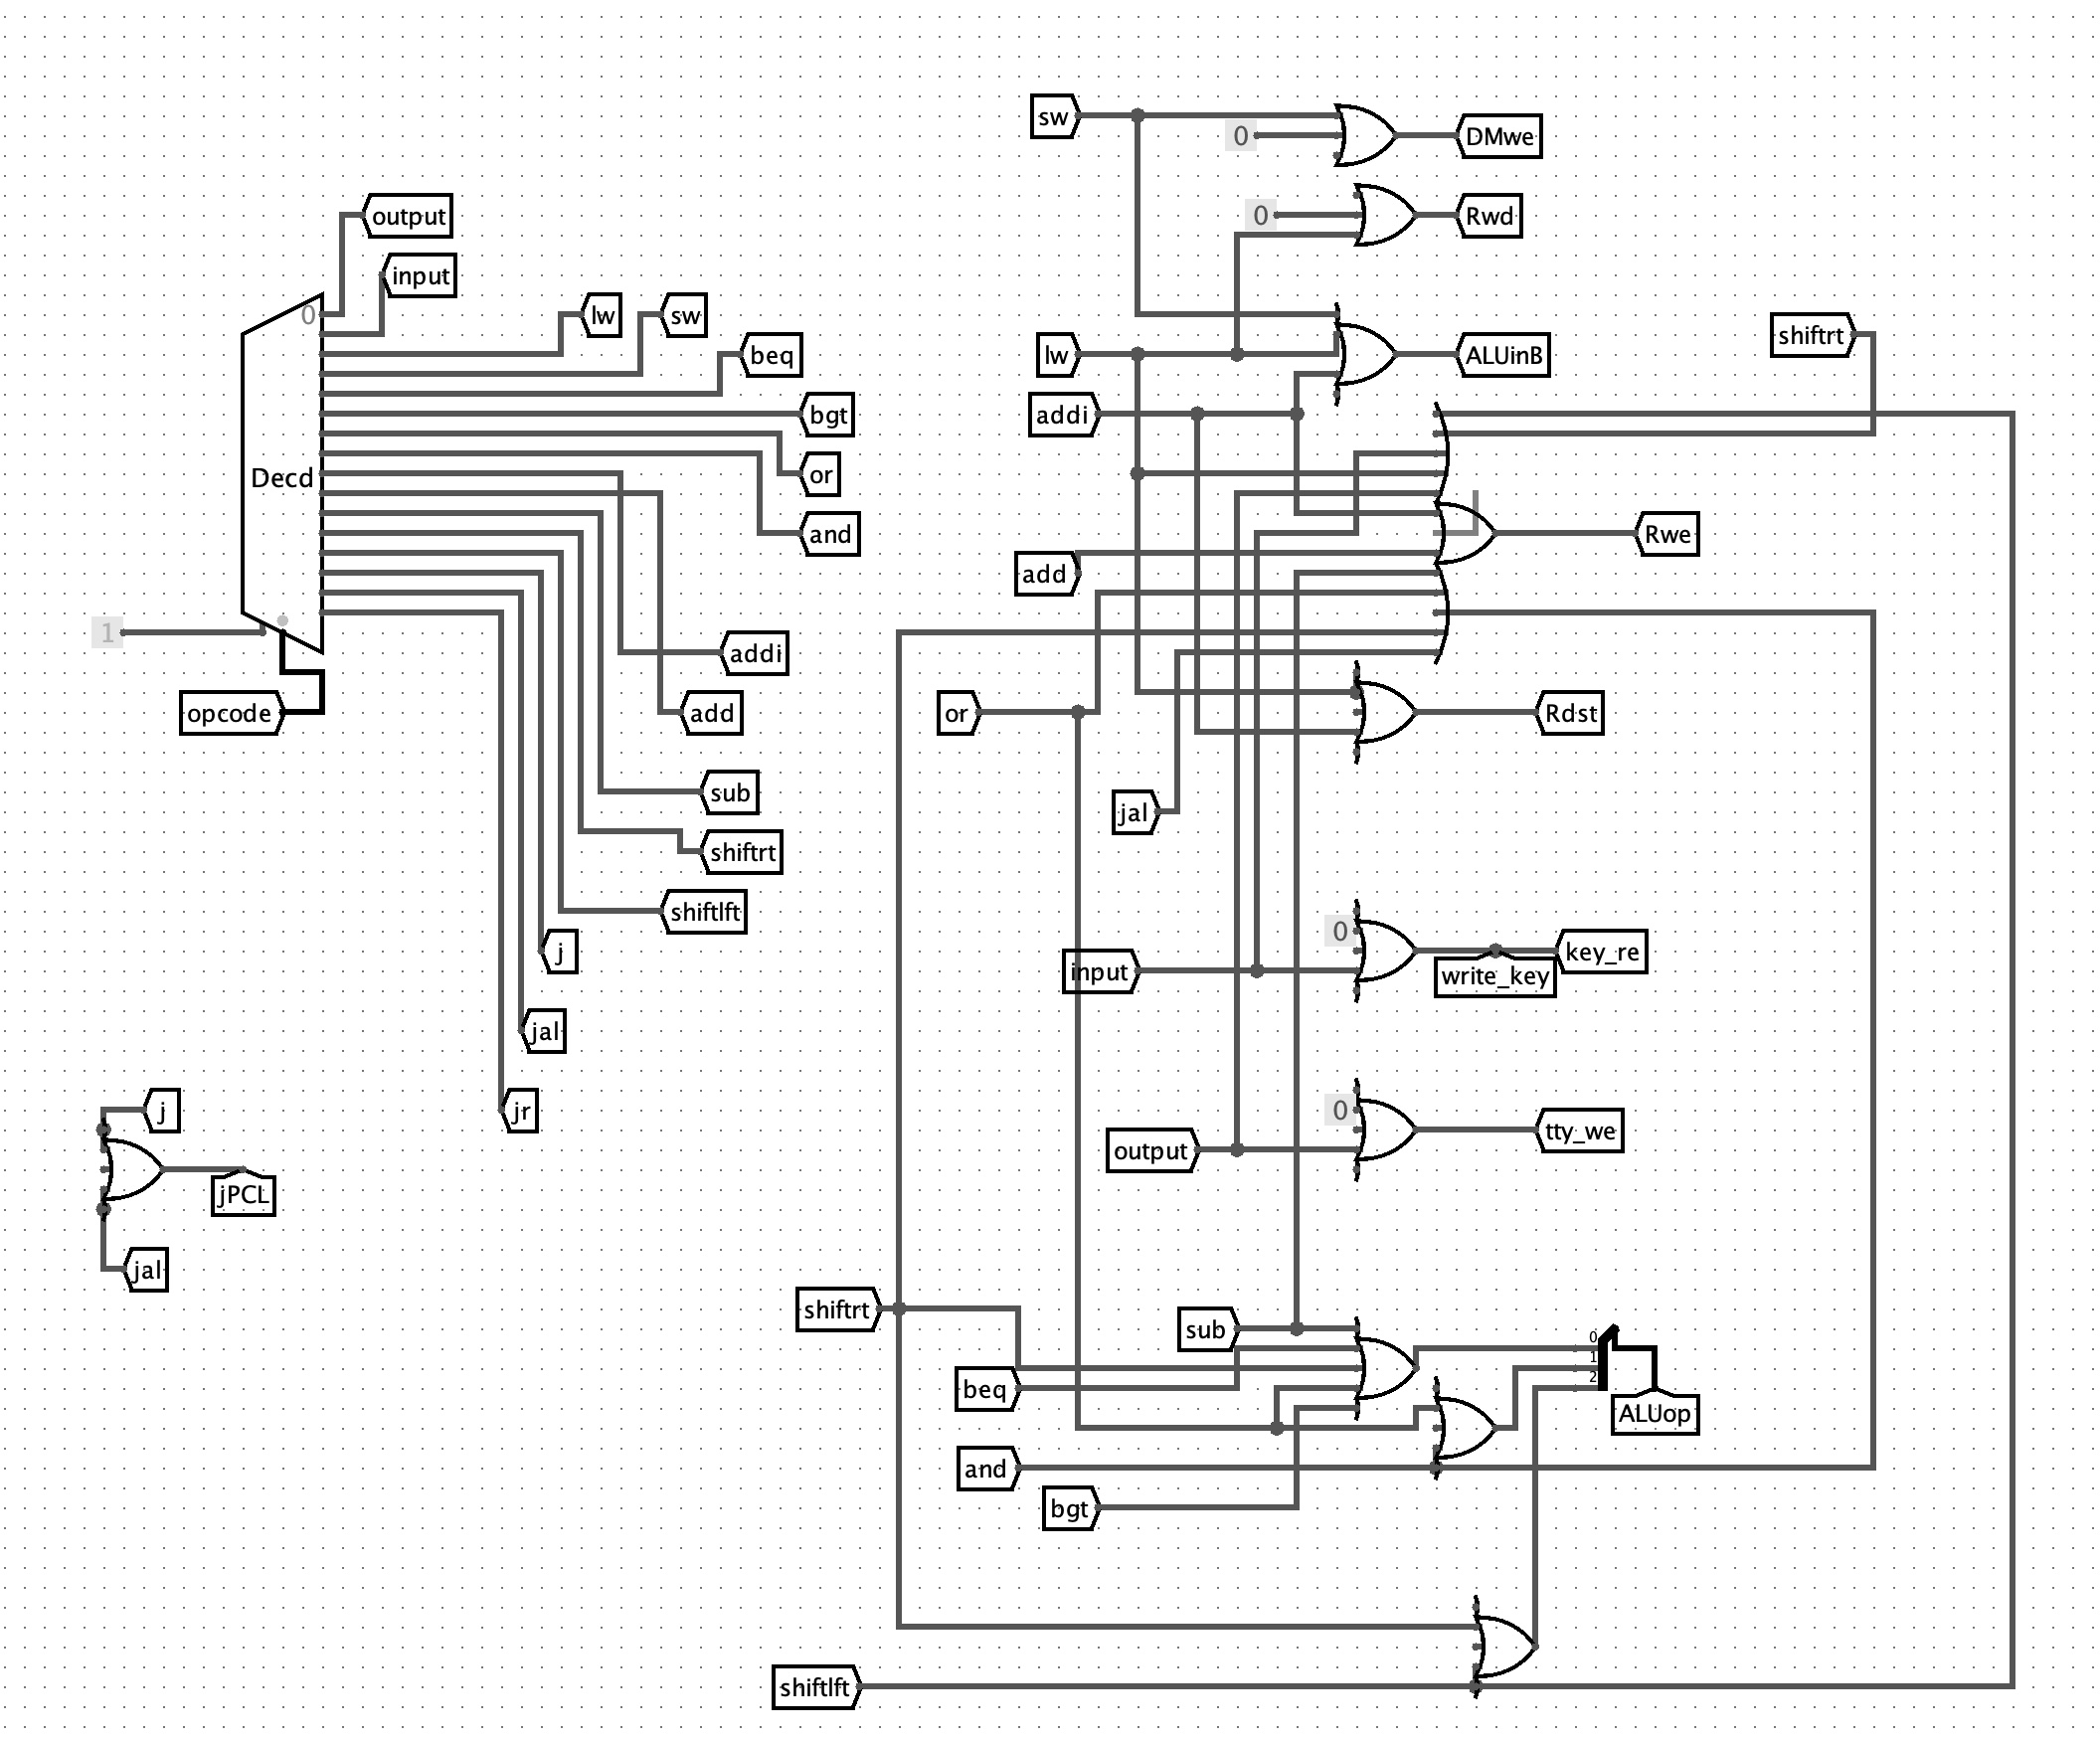 sw
0
DMwe
output
0
Rwd
input
0
lw
sw
beq
lw
ALUinB
shiftrt
bgt
addi
Decd
or
and
Rwe
add
1
addi
opcode
add
or
Rdst
sub
jal
shiftrt
shiftlft
0
j
input
key_re
write_key
jal
j
jr
0
output
tty_we
jPCL
jal
shiftrt
sub
0
1
2
beq
ALUop
and
bgt
shiftlft